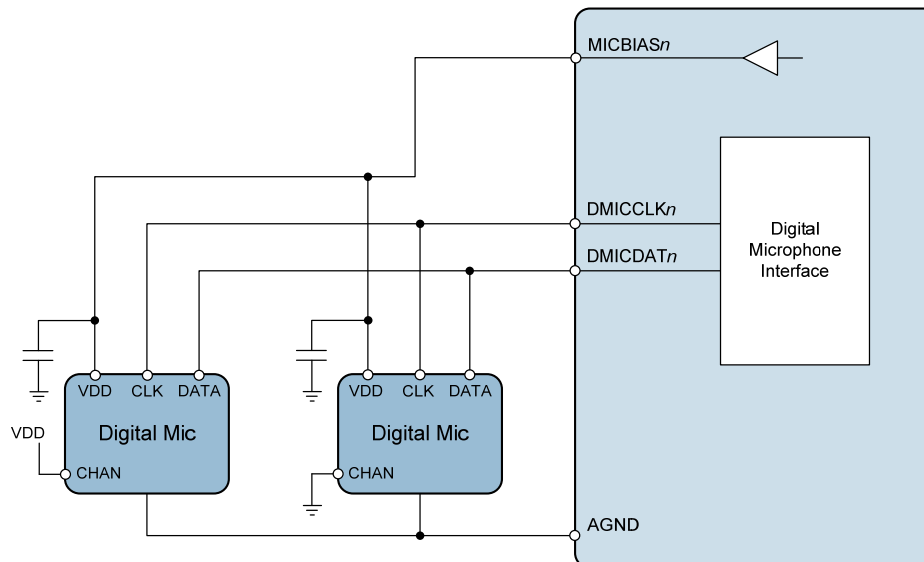 MICBIASn
DMICCLKn
DMICDATn
Digital
Microphone
Interface
VDD CLK DATA
Digital Mic
VDD
CHAN
VDD CLK DATA
Digital Mic
CHAN
AGND